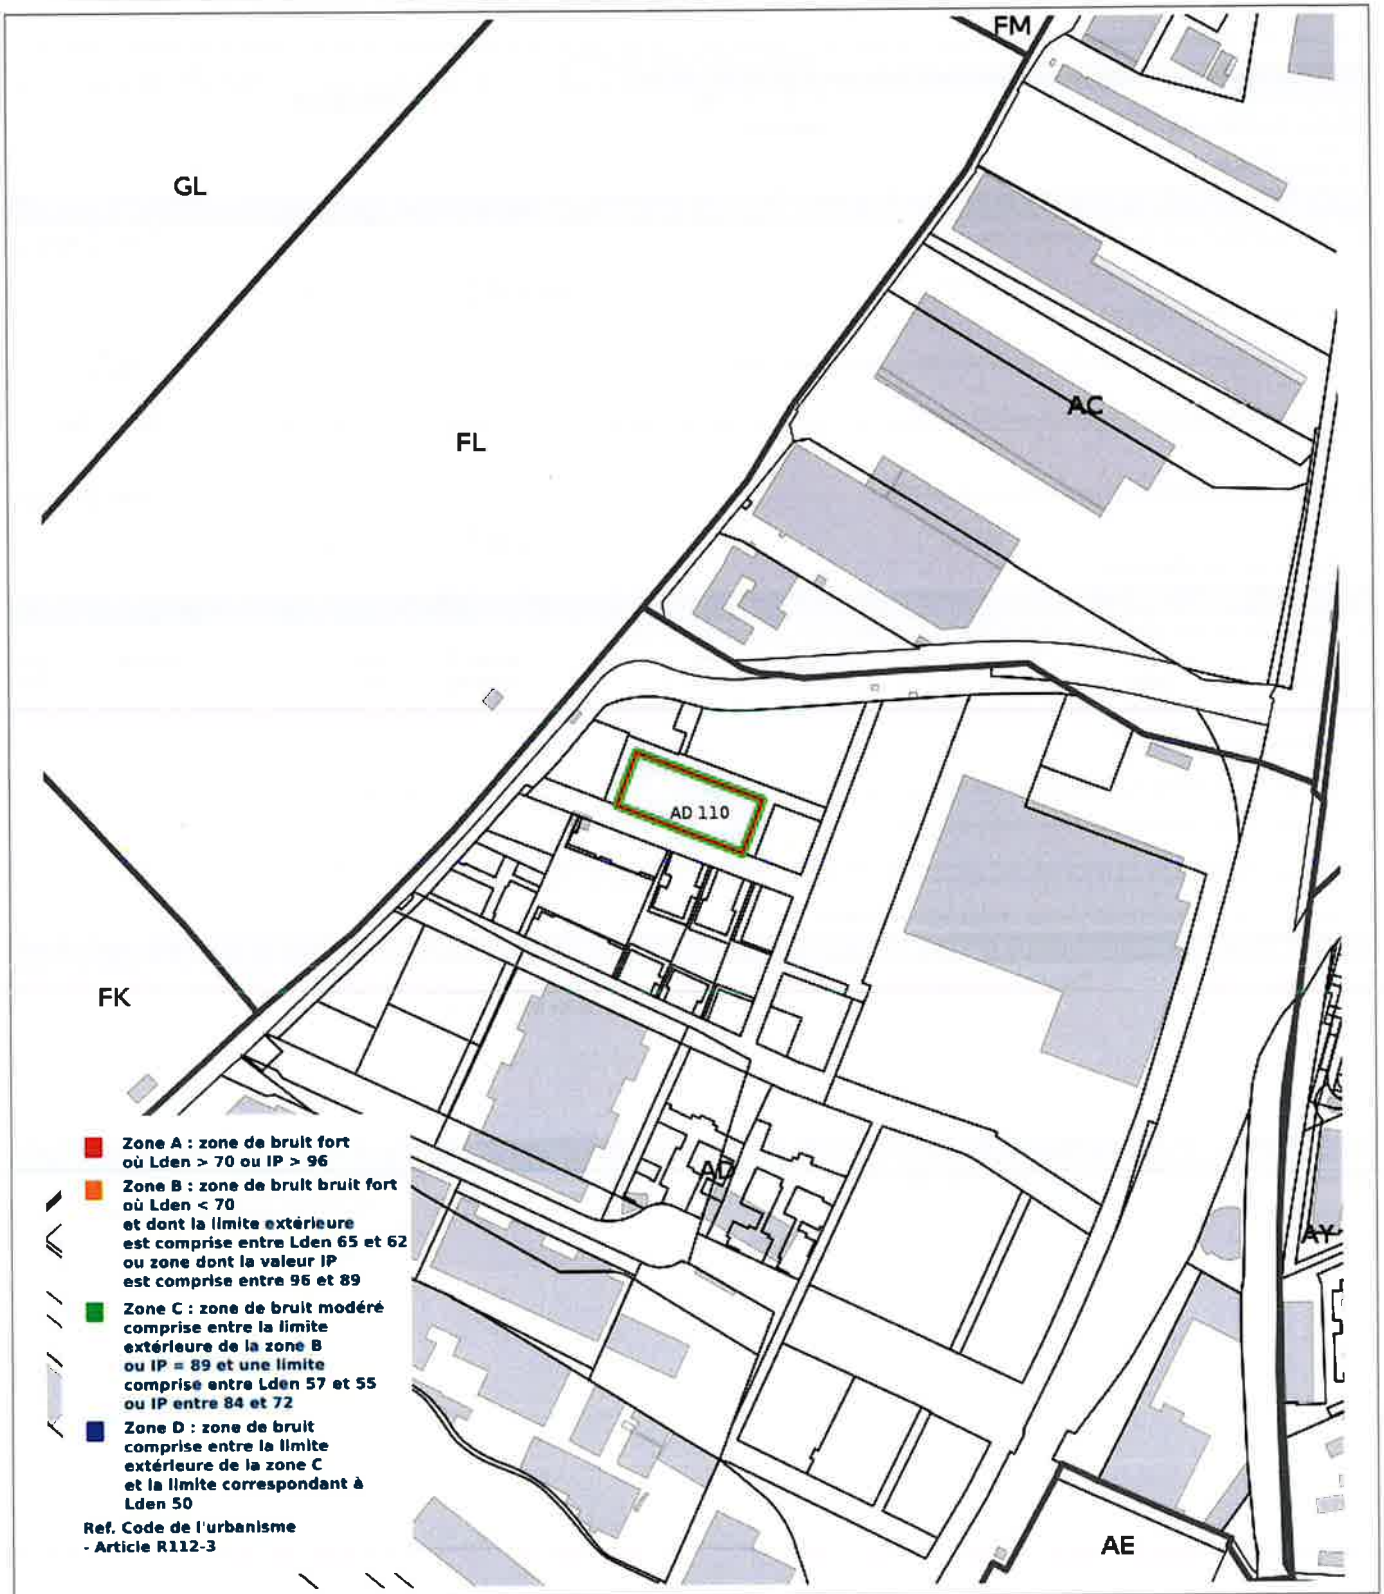 FM
GL
AC
FL
AD 110
FK
AD
AY
AE
Zone A : zone de bruit fort
où Lden > 70 ou IP > 96
Zone B : zone de bruit bruit fort
où Lden < 70
et dont la limite extérieure
est comprise entre Lden 65 et 62
ou zone dont la valeur IP
est comprise entre 96 et 89
Zone C : zone de bruit modéré
comprise entre la limite
extérieure de la zone B
ou IP = 89 et une limite
comprise entre Lden 57 et 55
ou IP entre 84 et 72
Zone D : zone de bruit
comprise entre la limite
extérieure de la zone C
et la limite correspondant à
Lden 50
Ref. Code de l'urbanisme
- Article R112-3